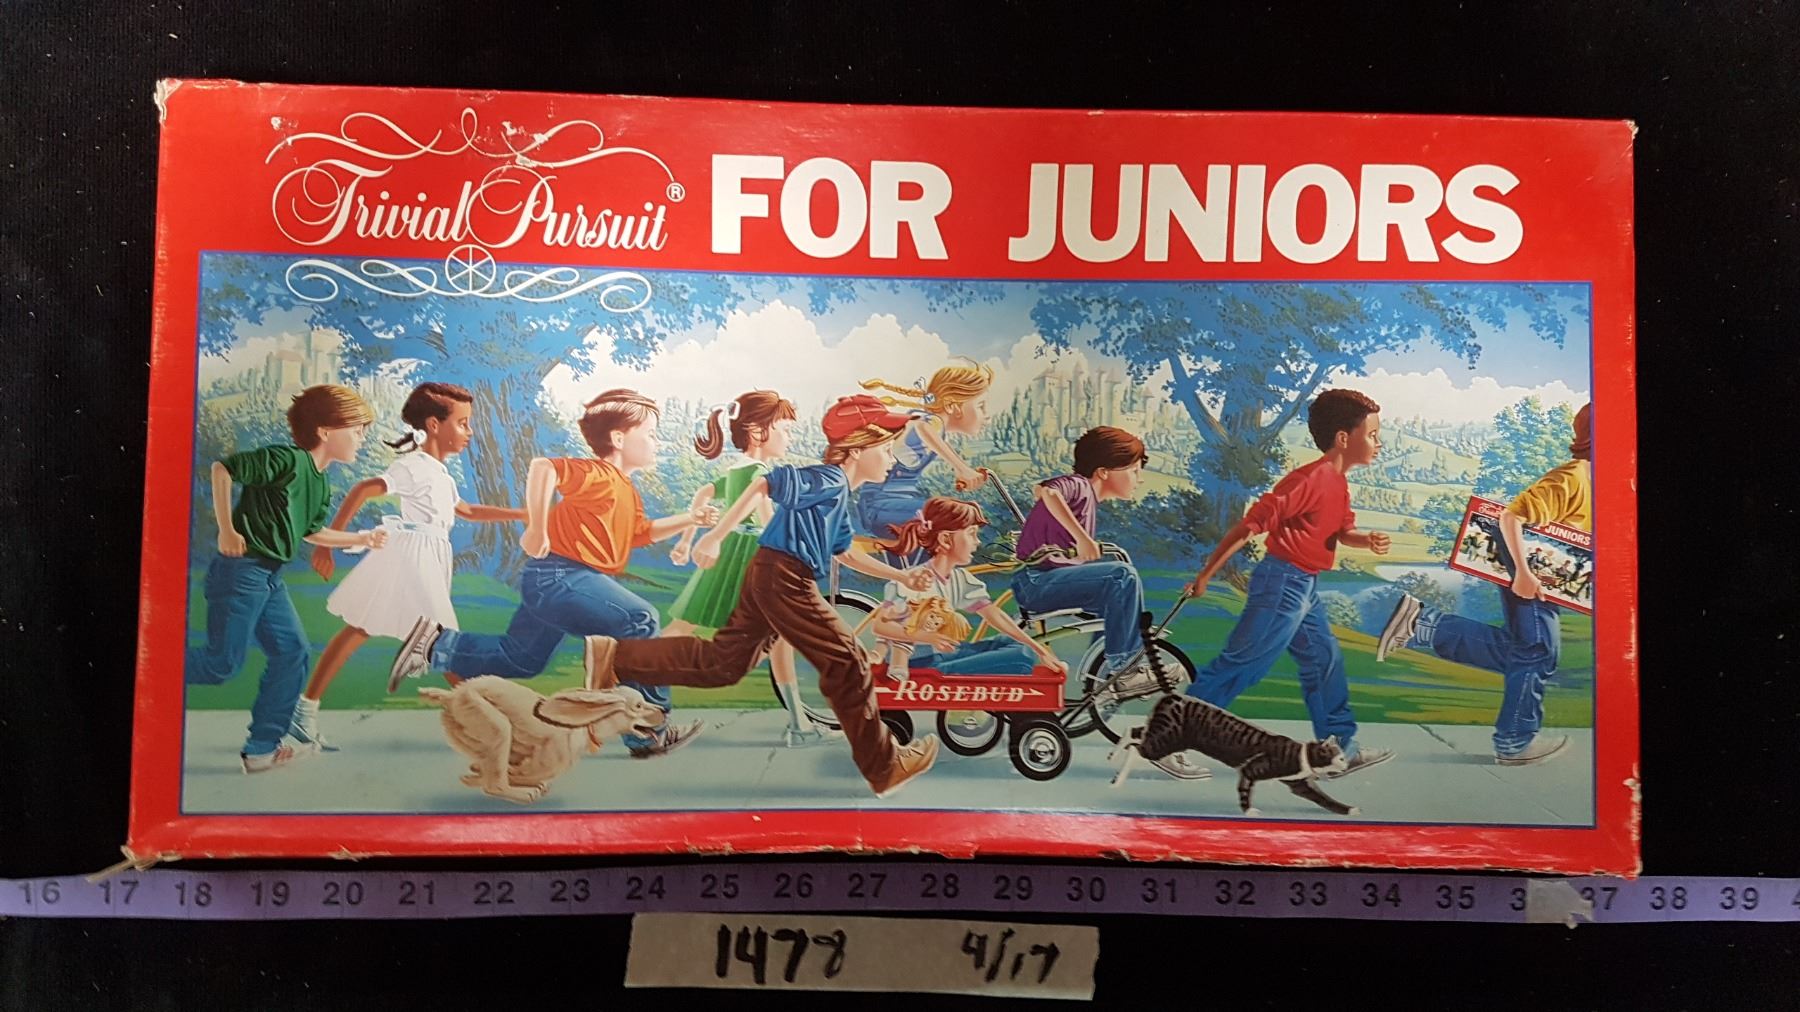 Trivial Pursuit® FOR JUNIORS
JUNIORS
ROSEBUD
16 17 18 19 20 21 22 23 24 25 26 27 28 29 30 31 32 33 34 35 37 38 39
1478 4/17